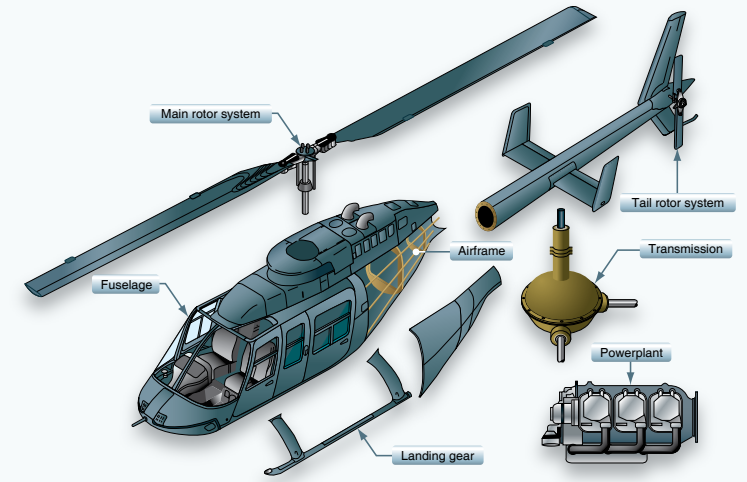 Main rotor system
Tail rotor system
Airframe
Transmission
Fuselage
Powerplant
Landing gear